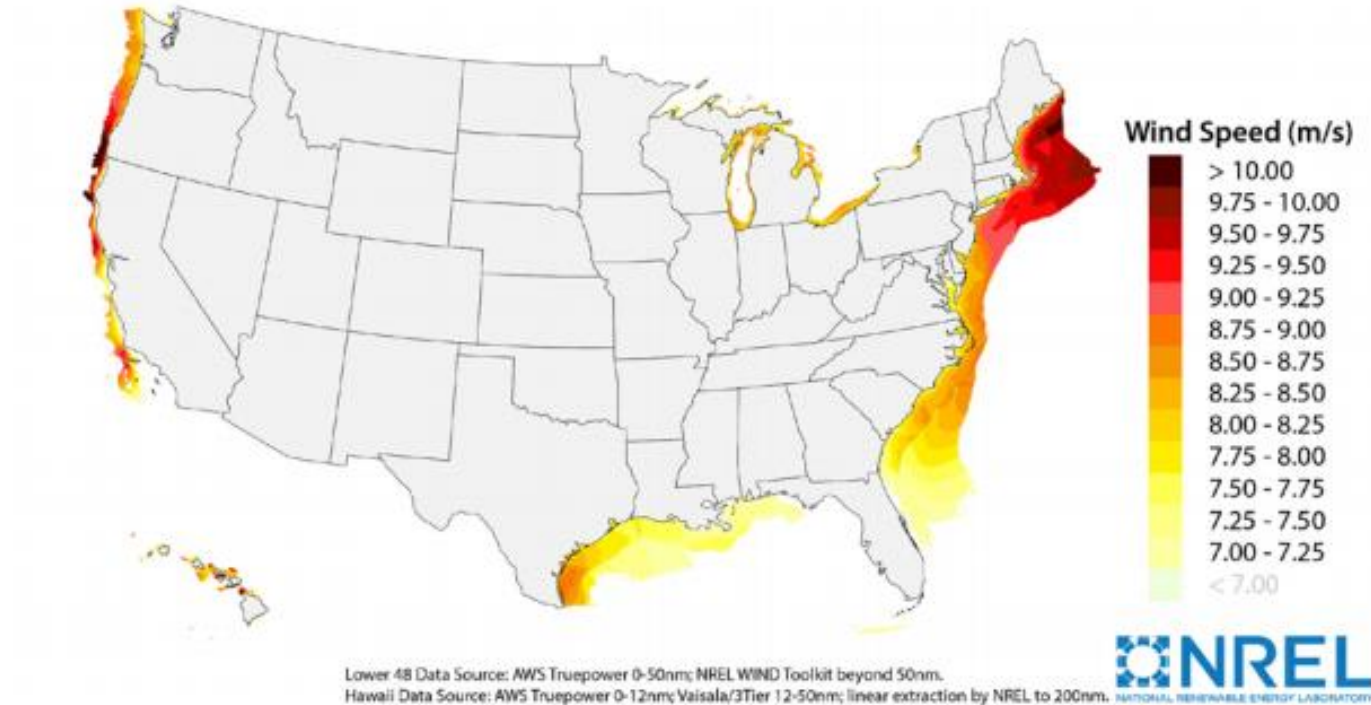 Wind Speed (m/s)
> 10.00
9.75 - 10.00
9.50 - 9.75
9.25 - 9.50
9.00 - 9.25
8.75 - 9.00
8.50 - 8.75
8.25 - 8.50
8.00 - 8.25
7.75 - 8.00
7.50 - 7.75
7.25 - 7.50
7.00 - 7.25
< 7.00
Lower 48 Data Source: AWS Truepower 0-50nm; NREL WIND Toolkit beyond 50nm.
Hawaii Data Source: AWS Truepower 0-12nm; Vaisala/3Tier 12-50nm; linear extraction by NREL to 200nm.
NREL
NATIONAL RENEWABLE ENERGY LABORATORY